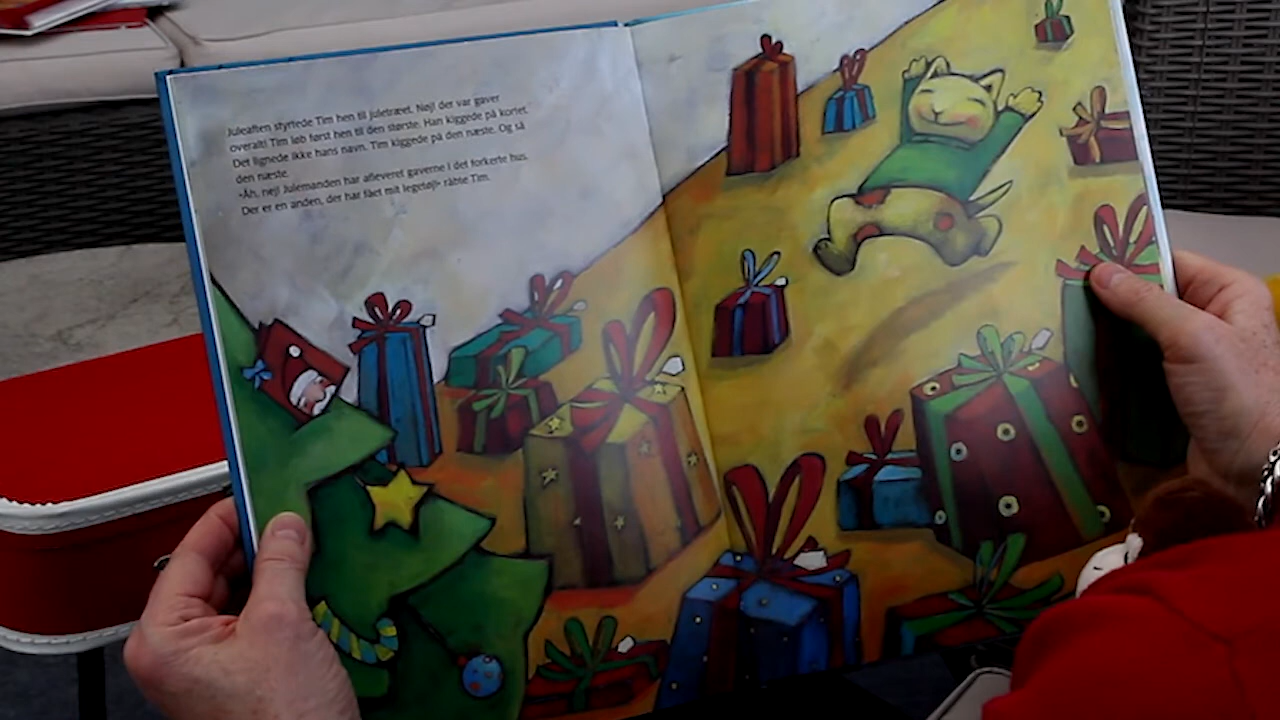 Juleaften styrtede Tim hen til juletræet. Nøj! der var gaver
overalt! Tim løb først hen til den største. Han kiggede på kortet.
Det lignede ikke hans navn. Tim kiggede på den næste. Og så
den næste.
»Åh, nej! Julemanden har afleveret gaverne i det forkerte hus.
Der er en anden, der har fået mit legetøj!« råbte Tim.